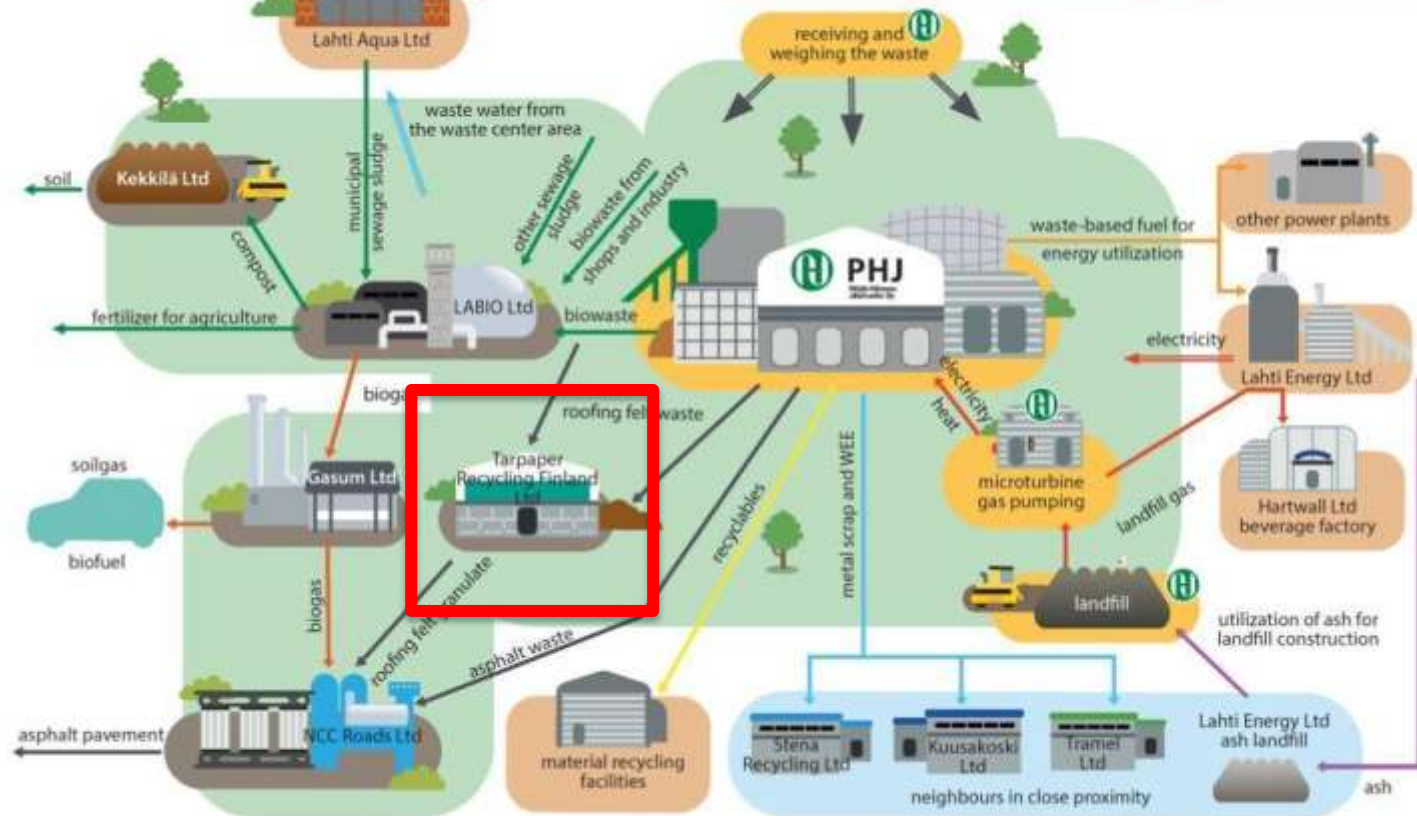 Lahti Aqua Ltd
receiving and
weighing the waste
waste water from
the waste center area
Kekkilä Ltd
soil
municipal
sewage sludge
other sewage
sludge
biowaste from
shops and industry
compost
LABIO Ltd
fertilizer for agriculture
biowaste
PHJ
waste-based fuel for
energy utilization
other power plants
electricity
Lahti Energy Ltd
biogas
roofing felt waste
electricity
heat
microturbine
gas pumping
landfill gas
Hartwall Ltd
beverage factory
soilgas
biofuel
Gasum Ltd
Tarpaper
Recycling Finland
Ltd
recyclables
metal scrap and WEE
landfill
utilization of ash for
landfill construction
biogas
roofing felt granulate
asphalt waste
asphalt pavement
NCC Roads Ltd
material recycling
facilities
Stena
Recycling Ltd
Kuusakoski
Ltd
Tramel
Ltd
Lahti Energy Ltd
ash landfill
ash
neighbours in close proximity